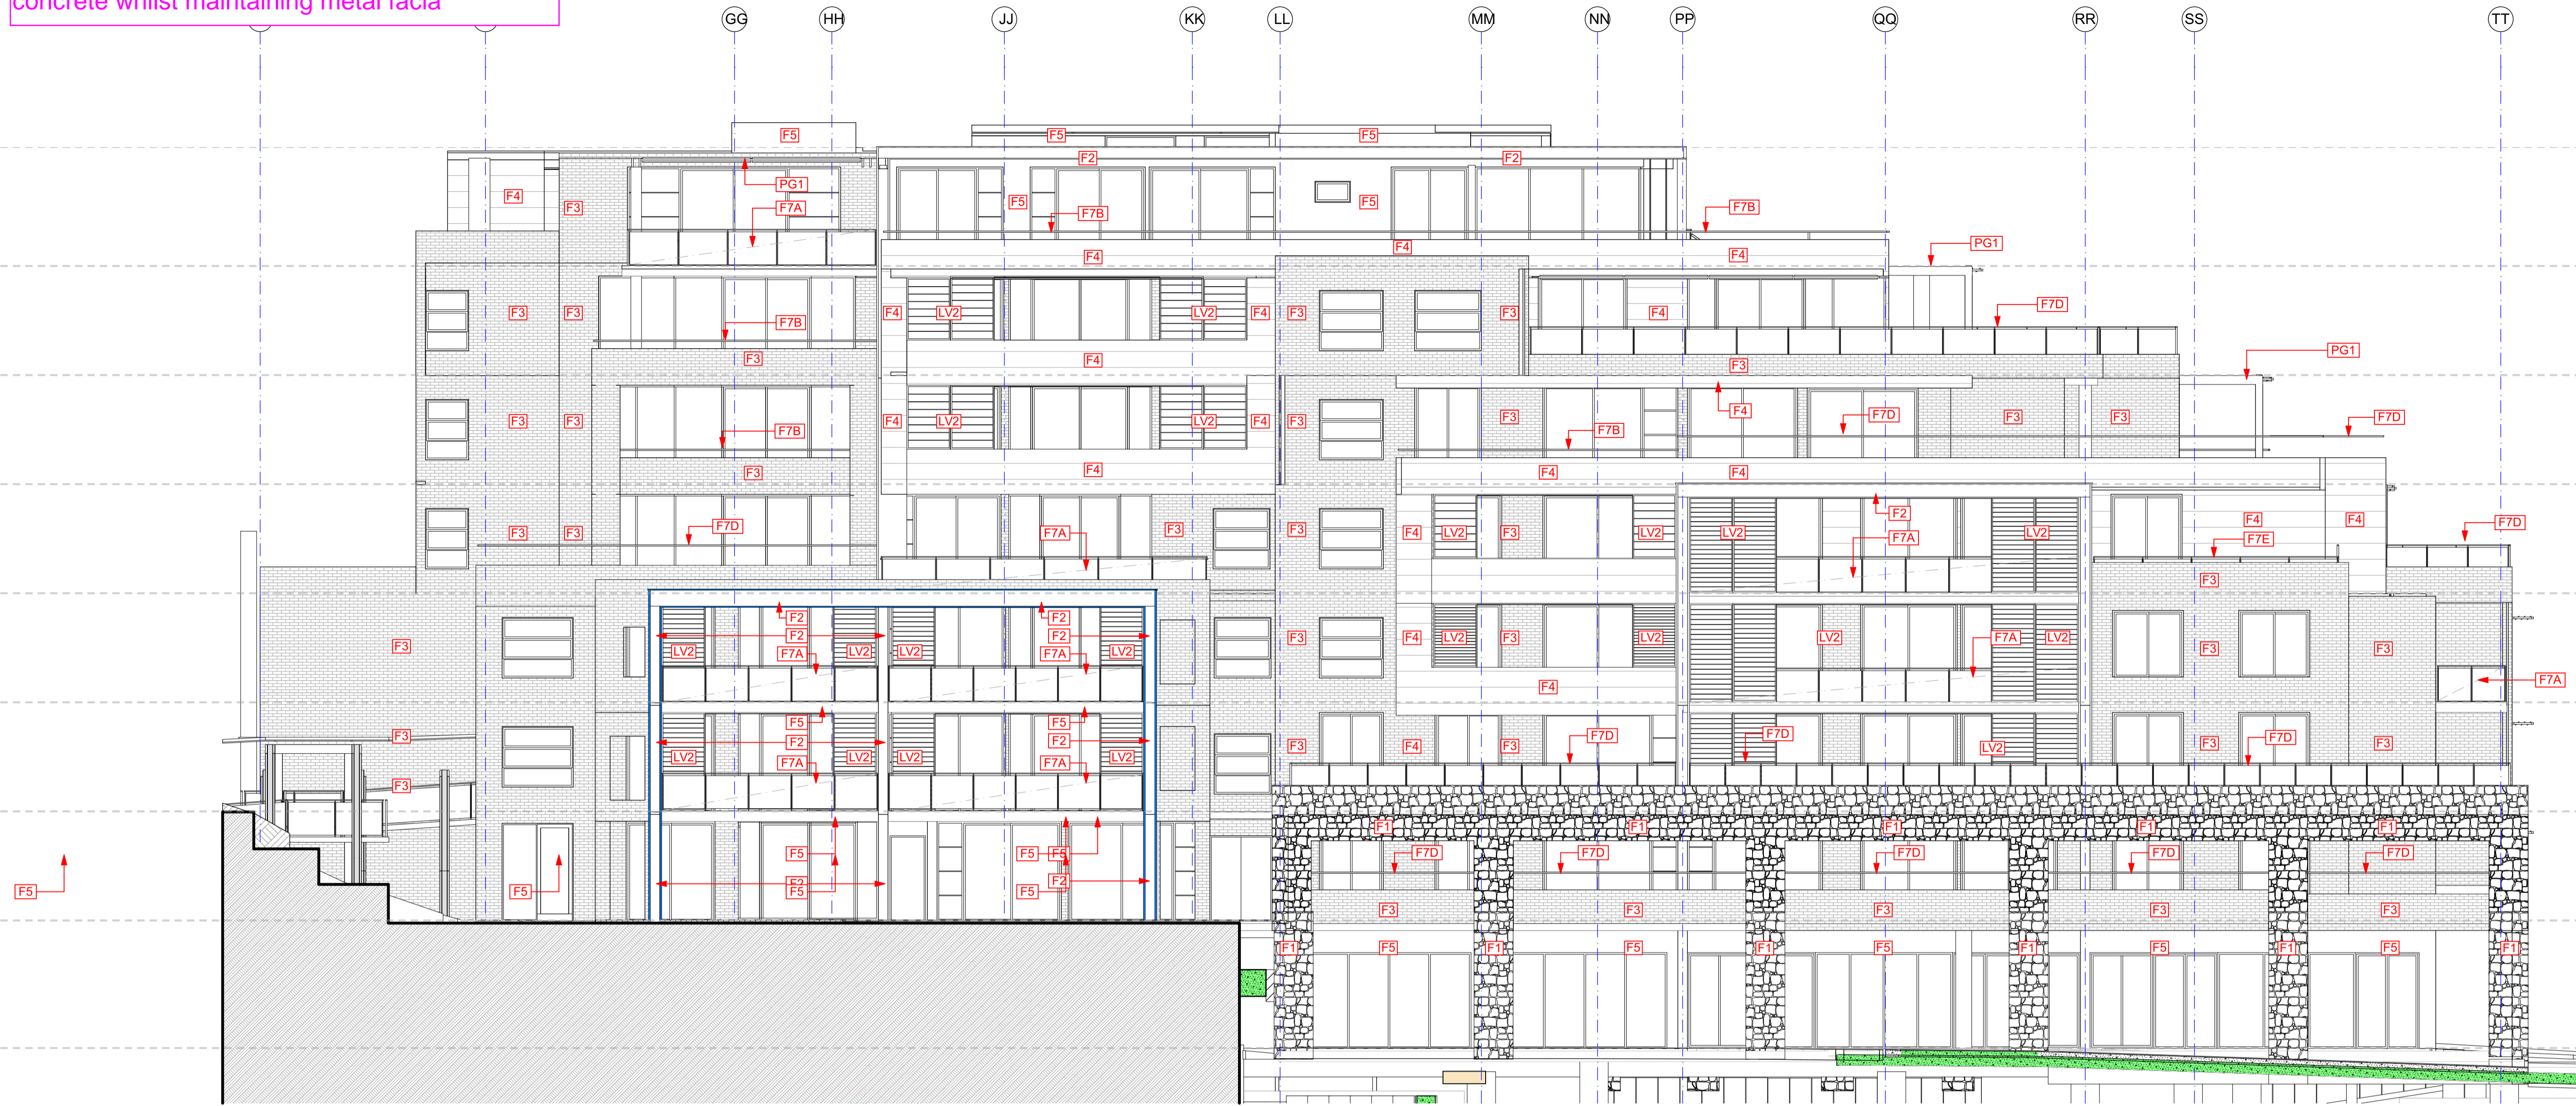 concrete whilst maintaining metal facia
GG HH JJ KK LL MM NN PP QQ RR SS TT
F5 F5 F5
F2 F2
PG1
F4 F3 F7A F5 F5 F7B F7B
F4 F4 F4 PG1
F3 F3 F7B F4 LV2 LV2 F4 F3 F3 F4 F7D
F3 F4 F3 PG1
F3 F3 F7B F4 LV2 LV2 F4 F3 F7B F3 F4 F7D F3 F3 F7D
F3 F4 F4 F4
F3 F3 F7D F7A F3 F3 F4 LV2 F3 LV2 LV2 F2 F7A LV2 F4 F7E F4 F7D
F3
F2 F2
F3 F2 F2 F3 F4 LV2 F3 LV2 LV2 F7A LV2 F3 F3
LV2 F7A LV2 LV2 F7A LV2
F4 F7A
F5 F5
F3 F2 F2 F3 F4 F3 F7D F7D LV2 F3 F7D F3
LV2 LV2 LV2 LV2
F3 F7A F7A
F1 F1 F1 F1 F1
F5 F5 F5 F7D F7D F7D F7D F7D
F5 F5 F2 F5 F5 F2
F3 F3 F3 F3 F3
F1 F5 F1 F5 F1 F5 F1 F5 F1 F5 F1